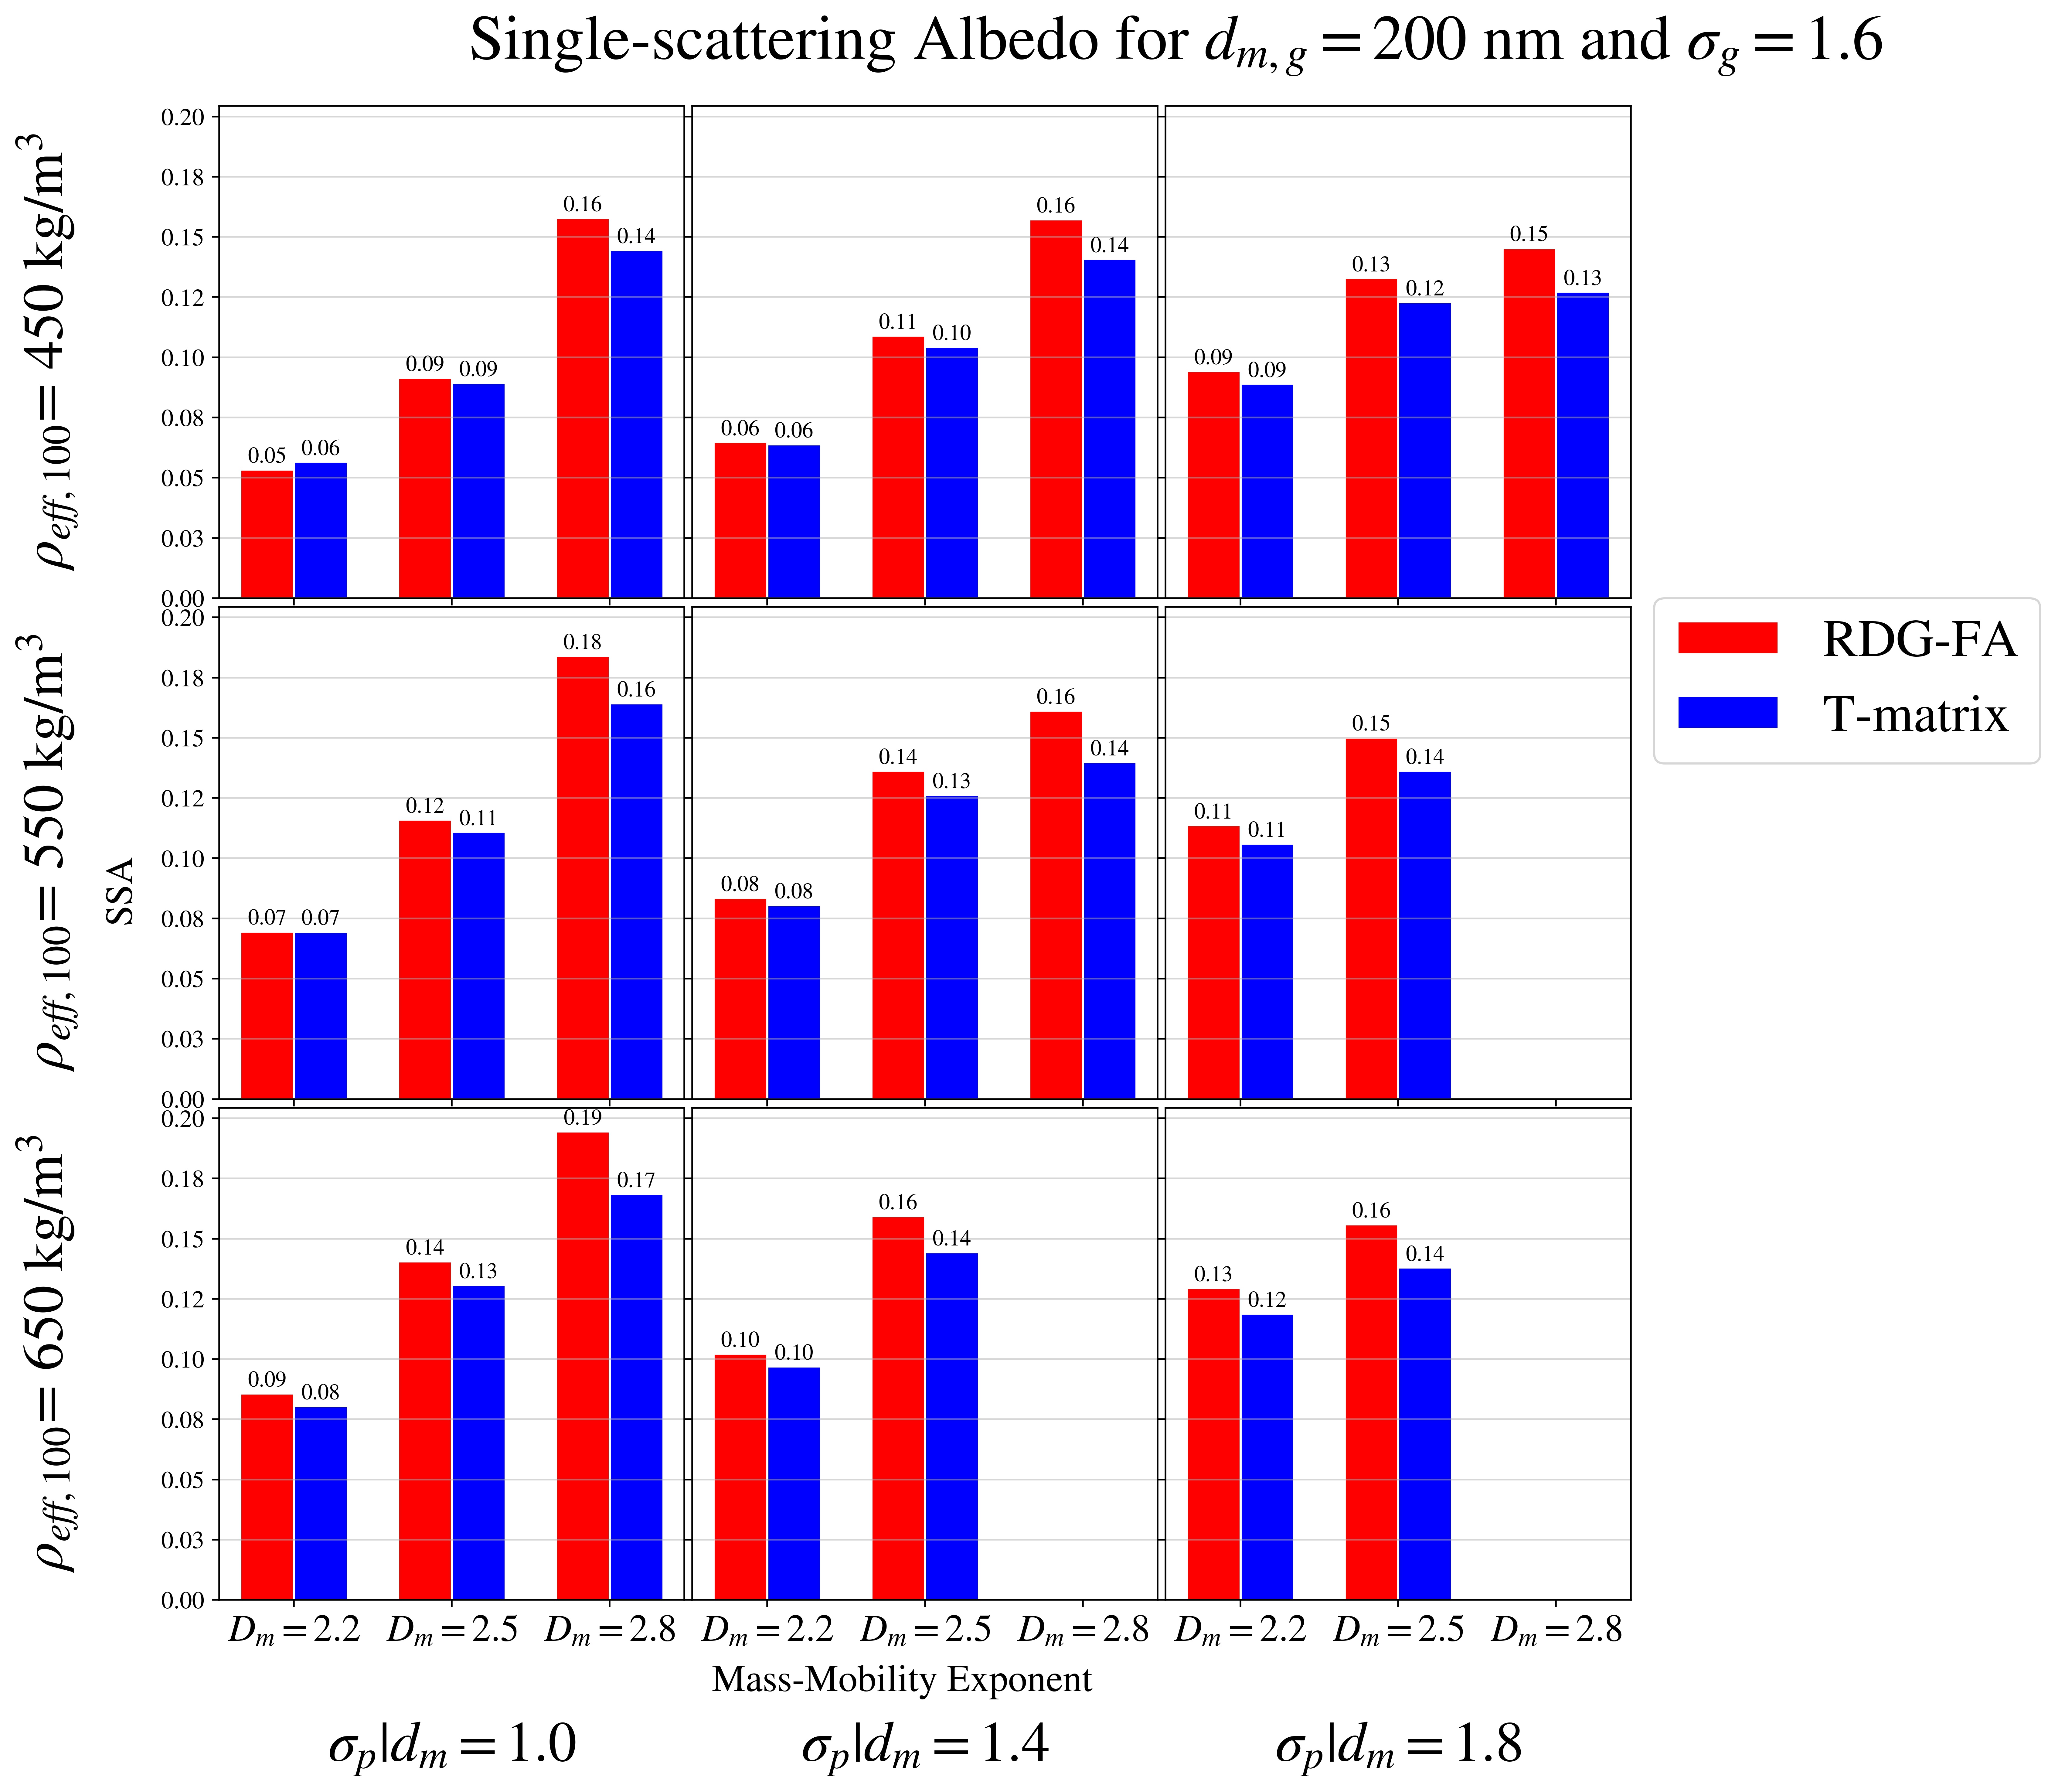 Single-scattering Albedo for d_{m,g} = 200 nm and σ_g = 1.6
ρ_{eff,100} = 450 kg/m³
0.20
0.18
0.15
0.12
0.10
0.08
0.05
0.03
0.00
0.05 0.06 0.09 0.09 0.16 0.14
0.06 0.06 0.11 0.10 0.16 0.14
0.09 0.09 0.13 0.12 0.15 0.13
RDG-FA
T-matrix
ρ_{eff,100} = 550 kg/m³
SSA
0.20
0.18
0.15
0.12
0.10
0.08
0.05
0.03
0.00
0.07 0.07 0.12 0.11 0.18 0.16
0.08 0.08 0.14 0.13 0.16 0.14
0.11 0.11 0.15 0.14
ρ_{eff,100} = 650 kg/m³
0.20
0.18
0.15
0.12
0.10
0.08
0.05
0.03
0.00
0.09 0.08 0.14 0.13 0.19 0.17
0.10 0.10 0.16 0.14
0.13 0.12 0.16 0.14
D_m = 2.2 D_m = 2.5 D_m = 2.8 D_m = 2.2 D_m = 2.5 D_m = 2.8 D_m = 2.2 D_m = 2.5 D_m = 2.8
Mass-Mobility Exponent
σ_p|d_m = 1.0 σ_p|d_m = 1.4 σ_p|d_m = 1.8